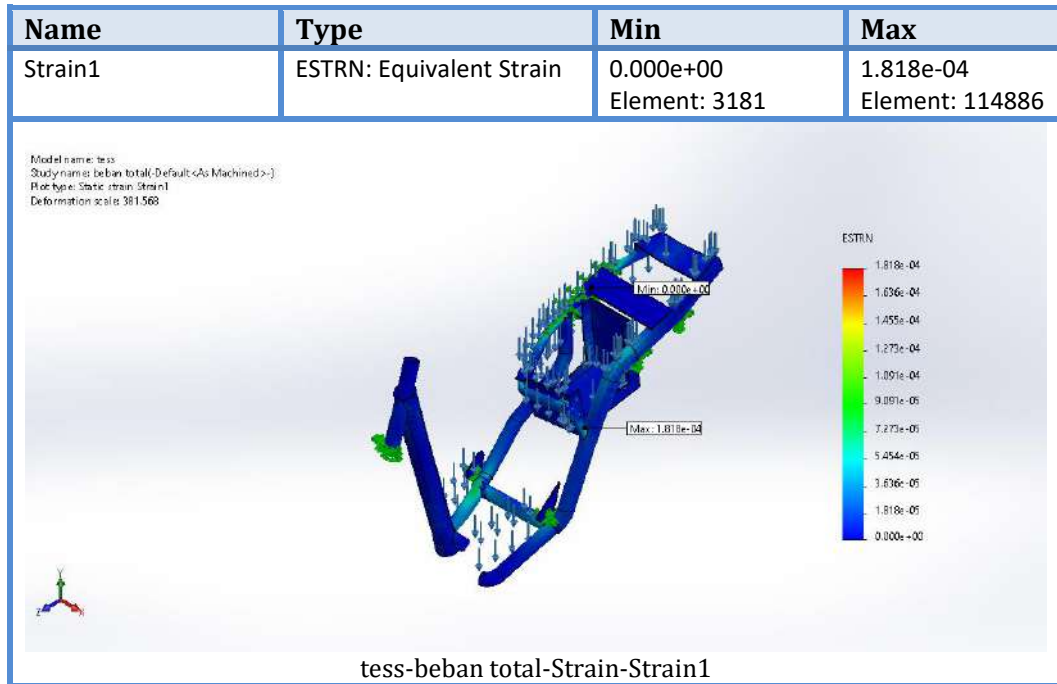 Name Type Min Max
Strain1 ESTRN: Equivalent Strain 0.000e+00 1.818e-04
Element: 3181 Element: 114886
Model name: tess
Study name: beban total(-Default<As Machined>-)
Plot type: Static strain Strain1
Deformation scale: 381.568
ESTRN
1.818e-04
1.636e-04
1.455e-04
1.273e-04
1.091e-04
9.091e-05
7.273e-05
5.454e-05
3.636e-05
1.818e-05
0.000e+00
Min: 0.000e+00
Max: 1.818e-04
Y
Z
X
tess-beban total-Strain-Strain1